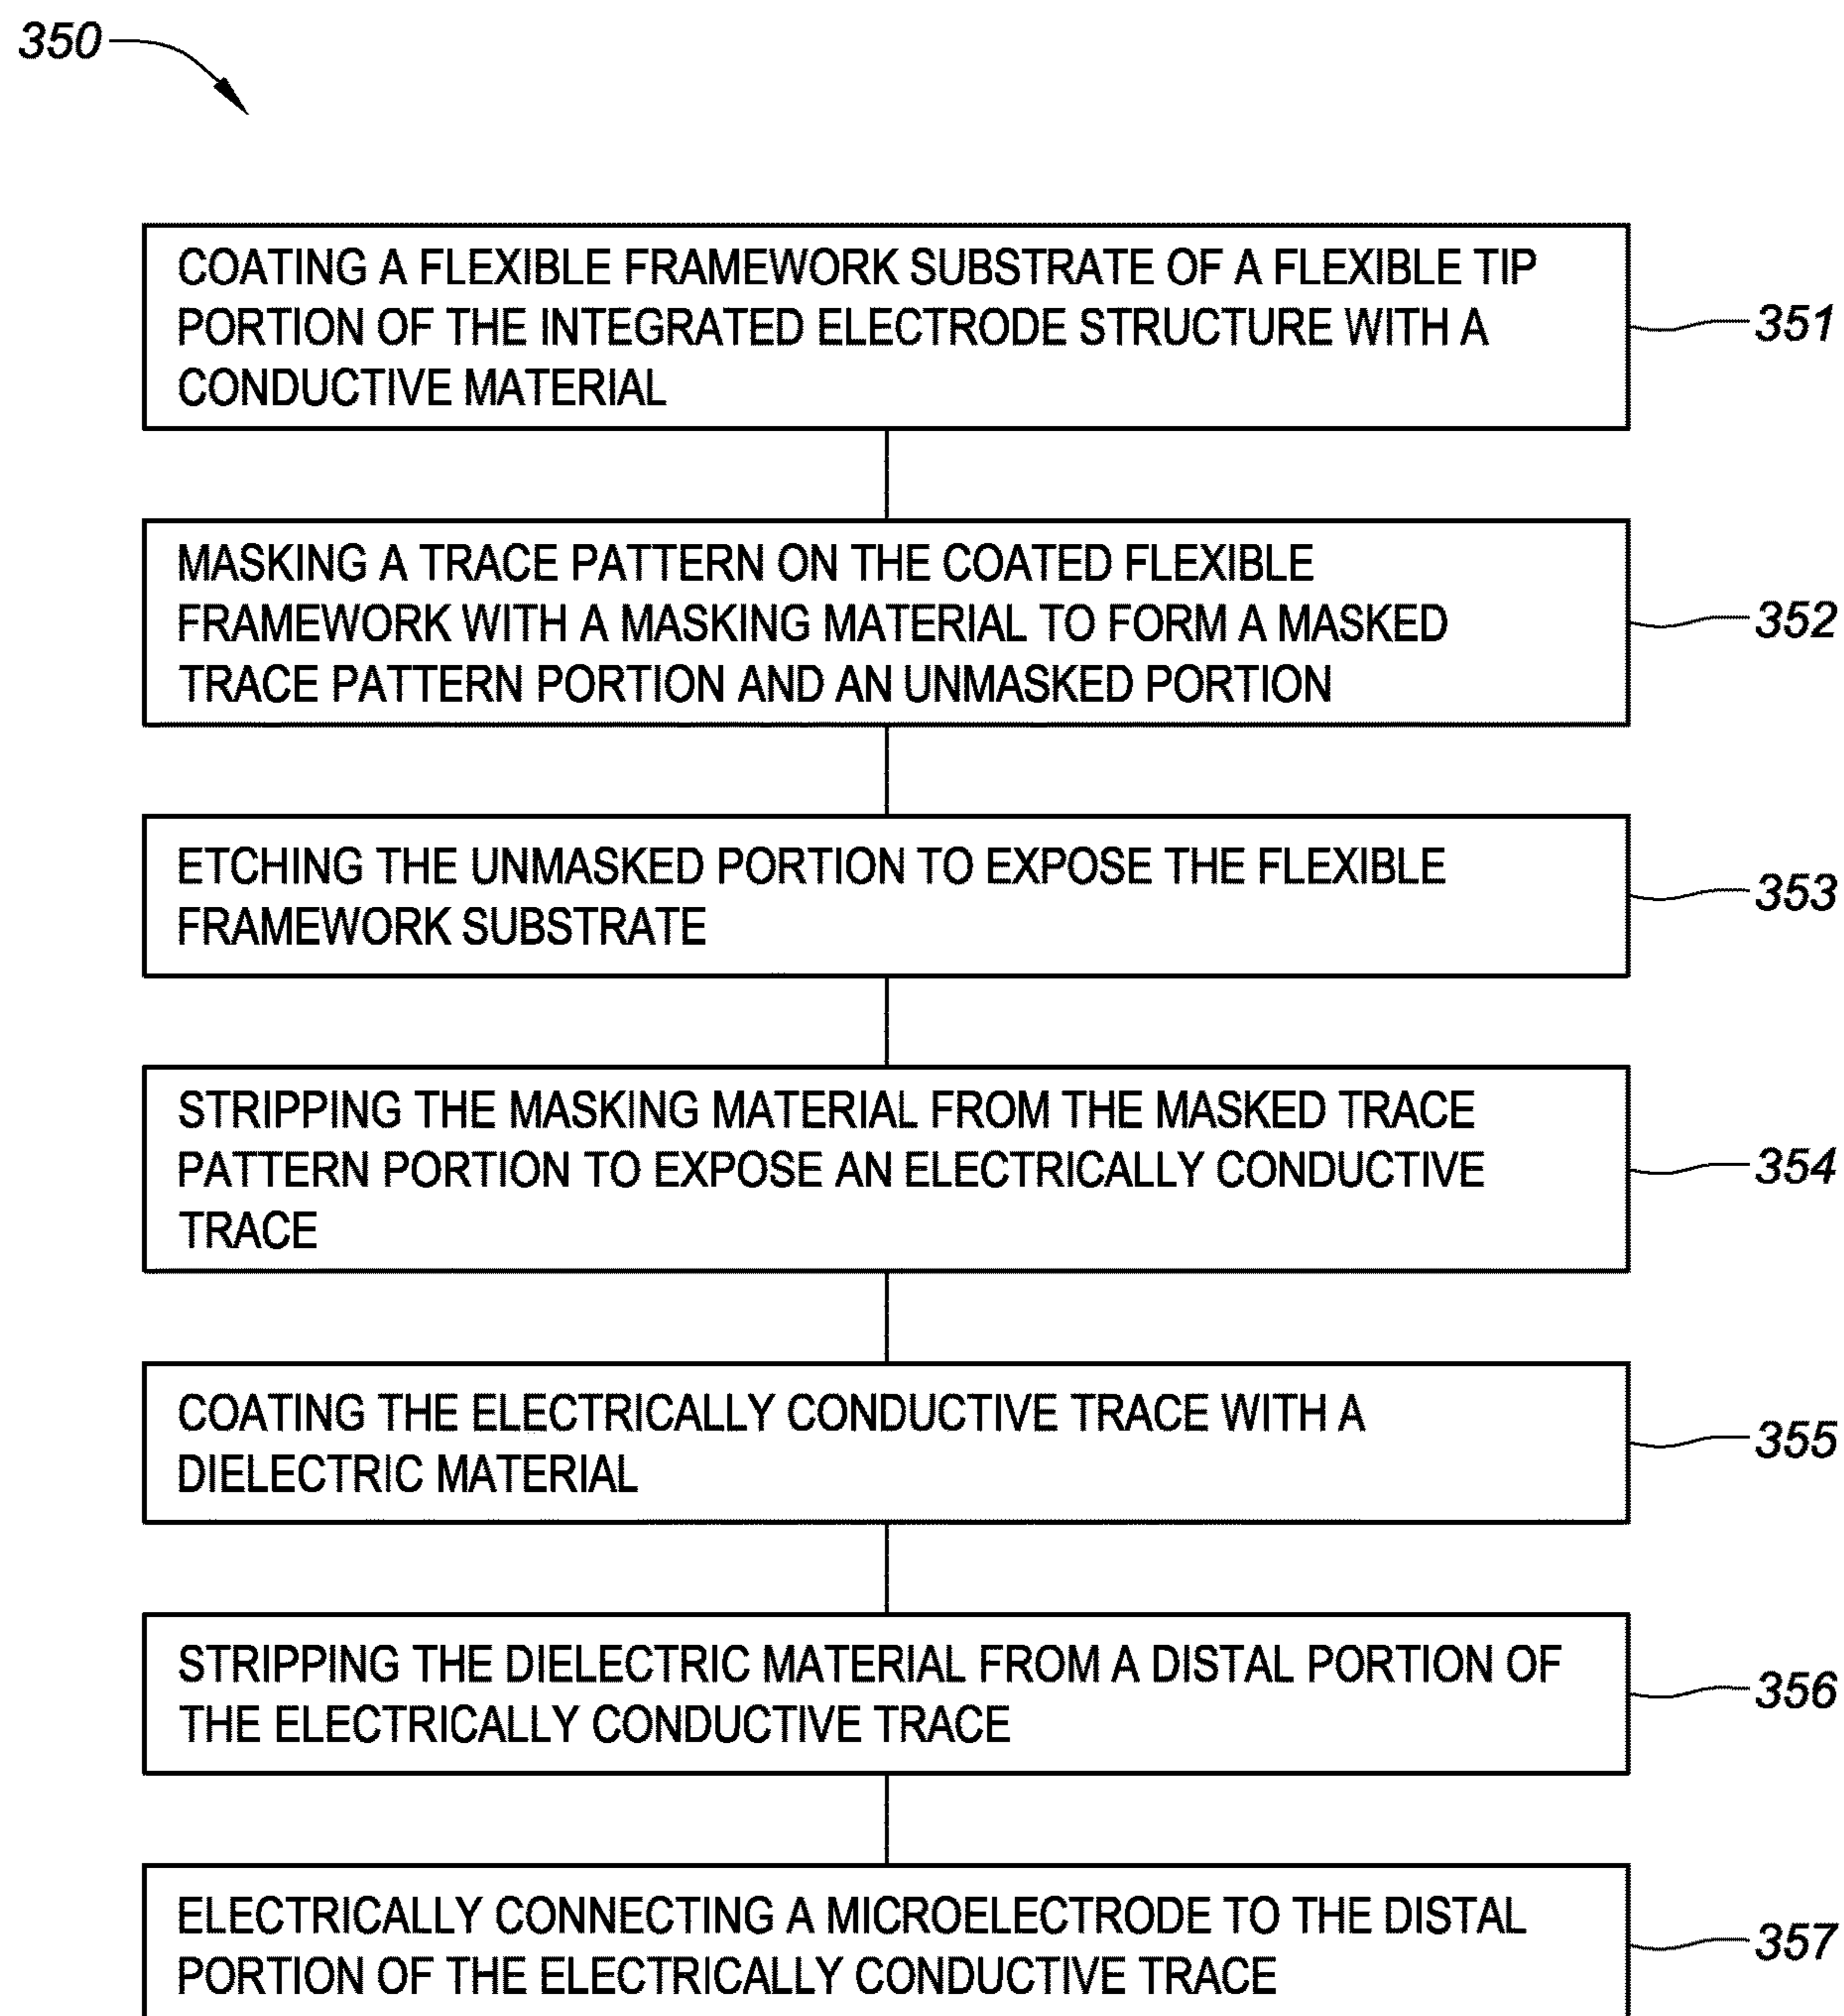 350
COATING A FLEXIBLE FRAMEWORK SUBSTRATE OF A FLEXIBLE TIP
PORTION OF THE INTEGRATED ELECTRODE STRUCTURE WITH A
CONDUCTIVE MATERIAL
351
MASKING A TRACE PATTERN ON THE COATED FLEXIBLE
FRAMEWORK WITH A MASKING MATERIAL TO FORM A MASKED
TRACE PATTERN PORTION AND AN UNMASKED PORTION
352
ETCHING THE UNMASKED PORTION TO EXPOSE THE FLEXIBLE
FRAMEWORK SUBSTRATE
353
STRIPPING THE MASKING MATERIAL FROM THE MASKED TRACE
PATTERN PORTION TO EXPOSE AN ELECTRICALLY CONDUCTIVE
TRACE
354
COATING THE ELECTRICALLY CONDUCTIVE TRACE WITH A
DIELECTRIC MATERIAL
355
STRIPPING THE DIELECTRIC MATERIAL FROM A DISTAL PORTION OF
THE ELECTRICALLY CONDUCTIVE TRACE
356
ELECTRICALLY CONNECTING A MICROELECTRODE TO THE DISTAL
PORTION OF THE ELECTRICALLY CONDUCTIVE TRACE
357